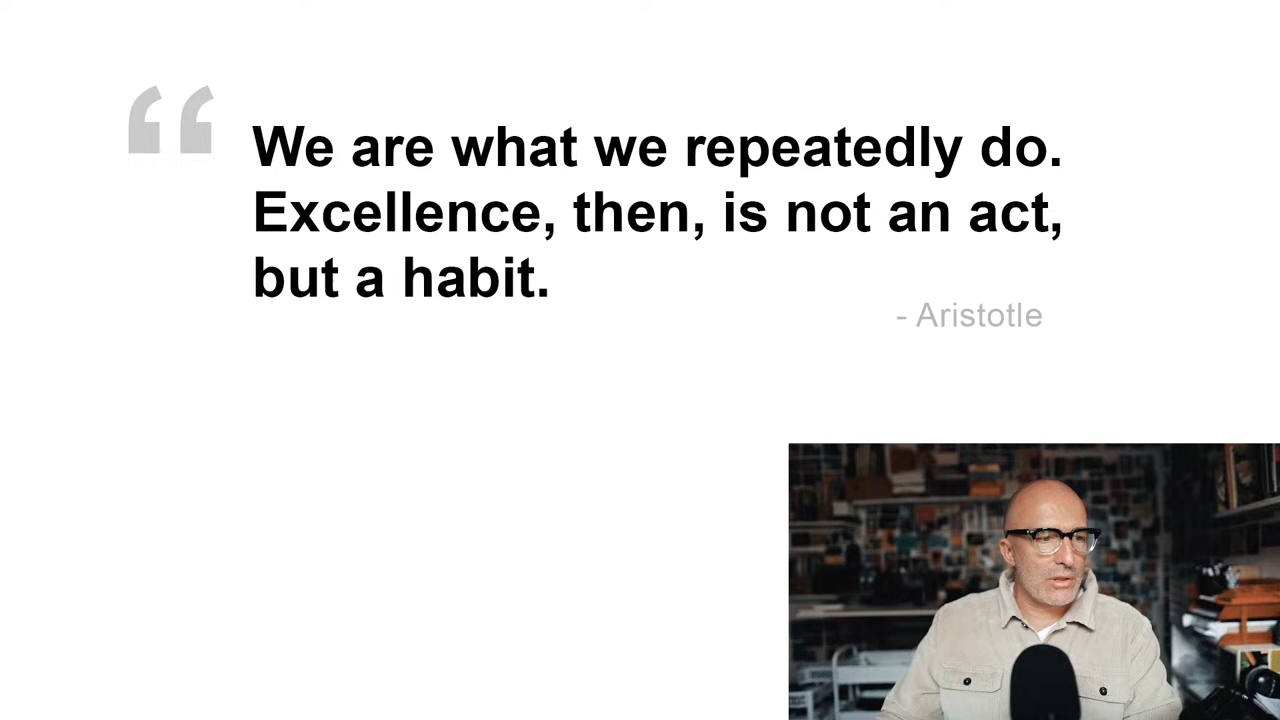 “
We are what we repeatedly do.
Excellence, then, is not an act,
but a habit.
- Aristotle